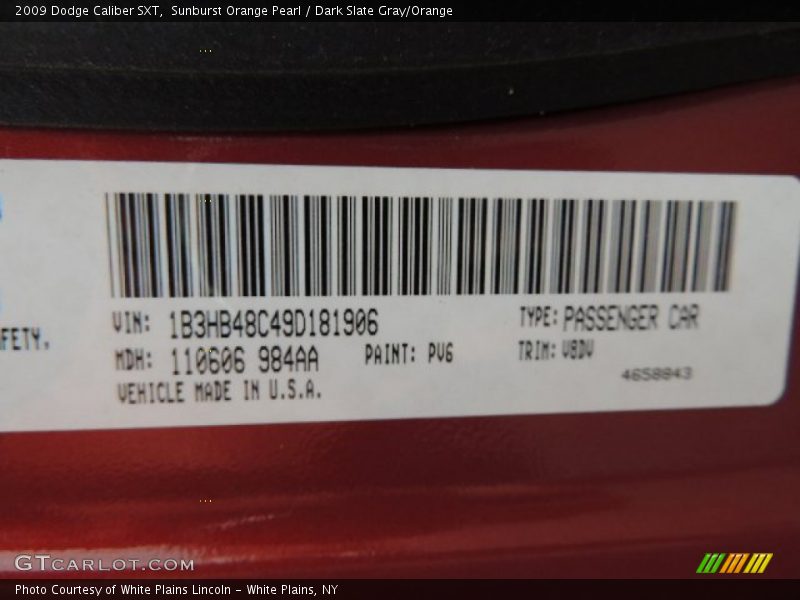 2009 Dodge Caliber SXT,  Sunburst Orange Pearl / Dark Slate Gray/Orange
FETY.
VIN: 1B3HB48C49D181906
TYPE: PASSENGER CAR
MDH: 110606 984AA
PAINT: PV6
TRIM: V8DV
4658843
VEHICLE MADE IN U.S.A.
GTCARLOT.COM
Photo Courtesy of White Plains Lincoln - White Plains, NY